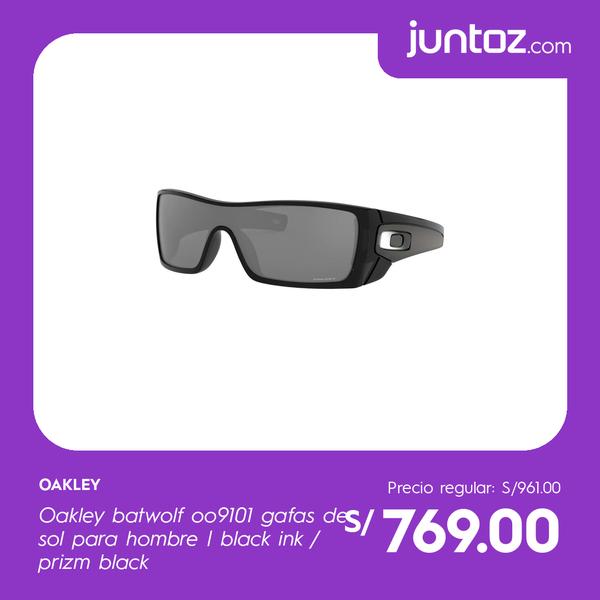 juntoz.com
OAKLEY
Oakley batwolf oo9101 gafas de
sol para hombre | black ink /
prizm black
Precio regular: S/961.00
S/ 769.00